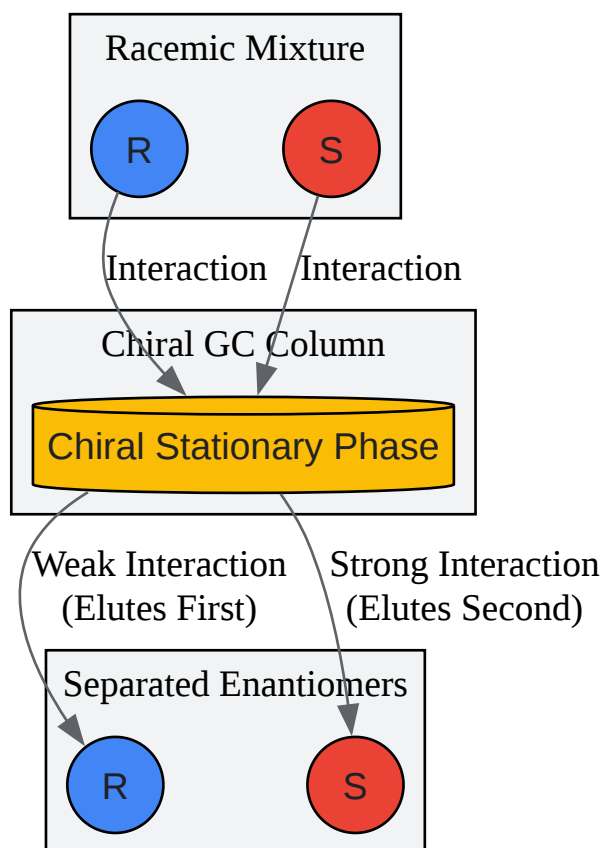 Racemic Mixture
R
S
Interaction
Interaction
Chiral GC Column
Chiral Stationary Phase
Weak Interaction
(Elutes First)
Strong Interaction
(Elutes Second)
Separated Enantiomers
R
S